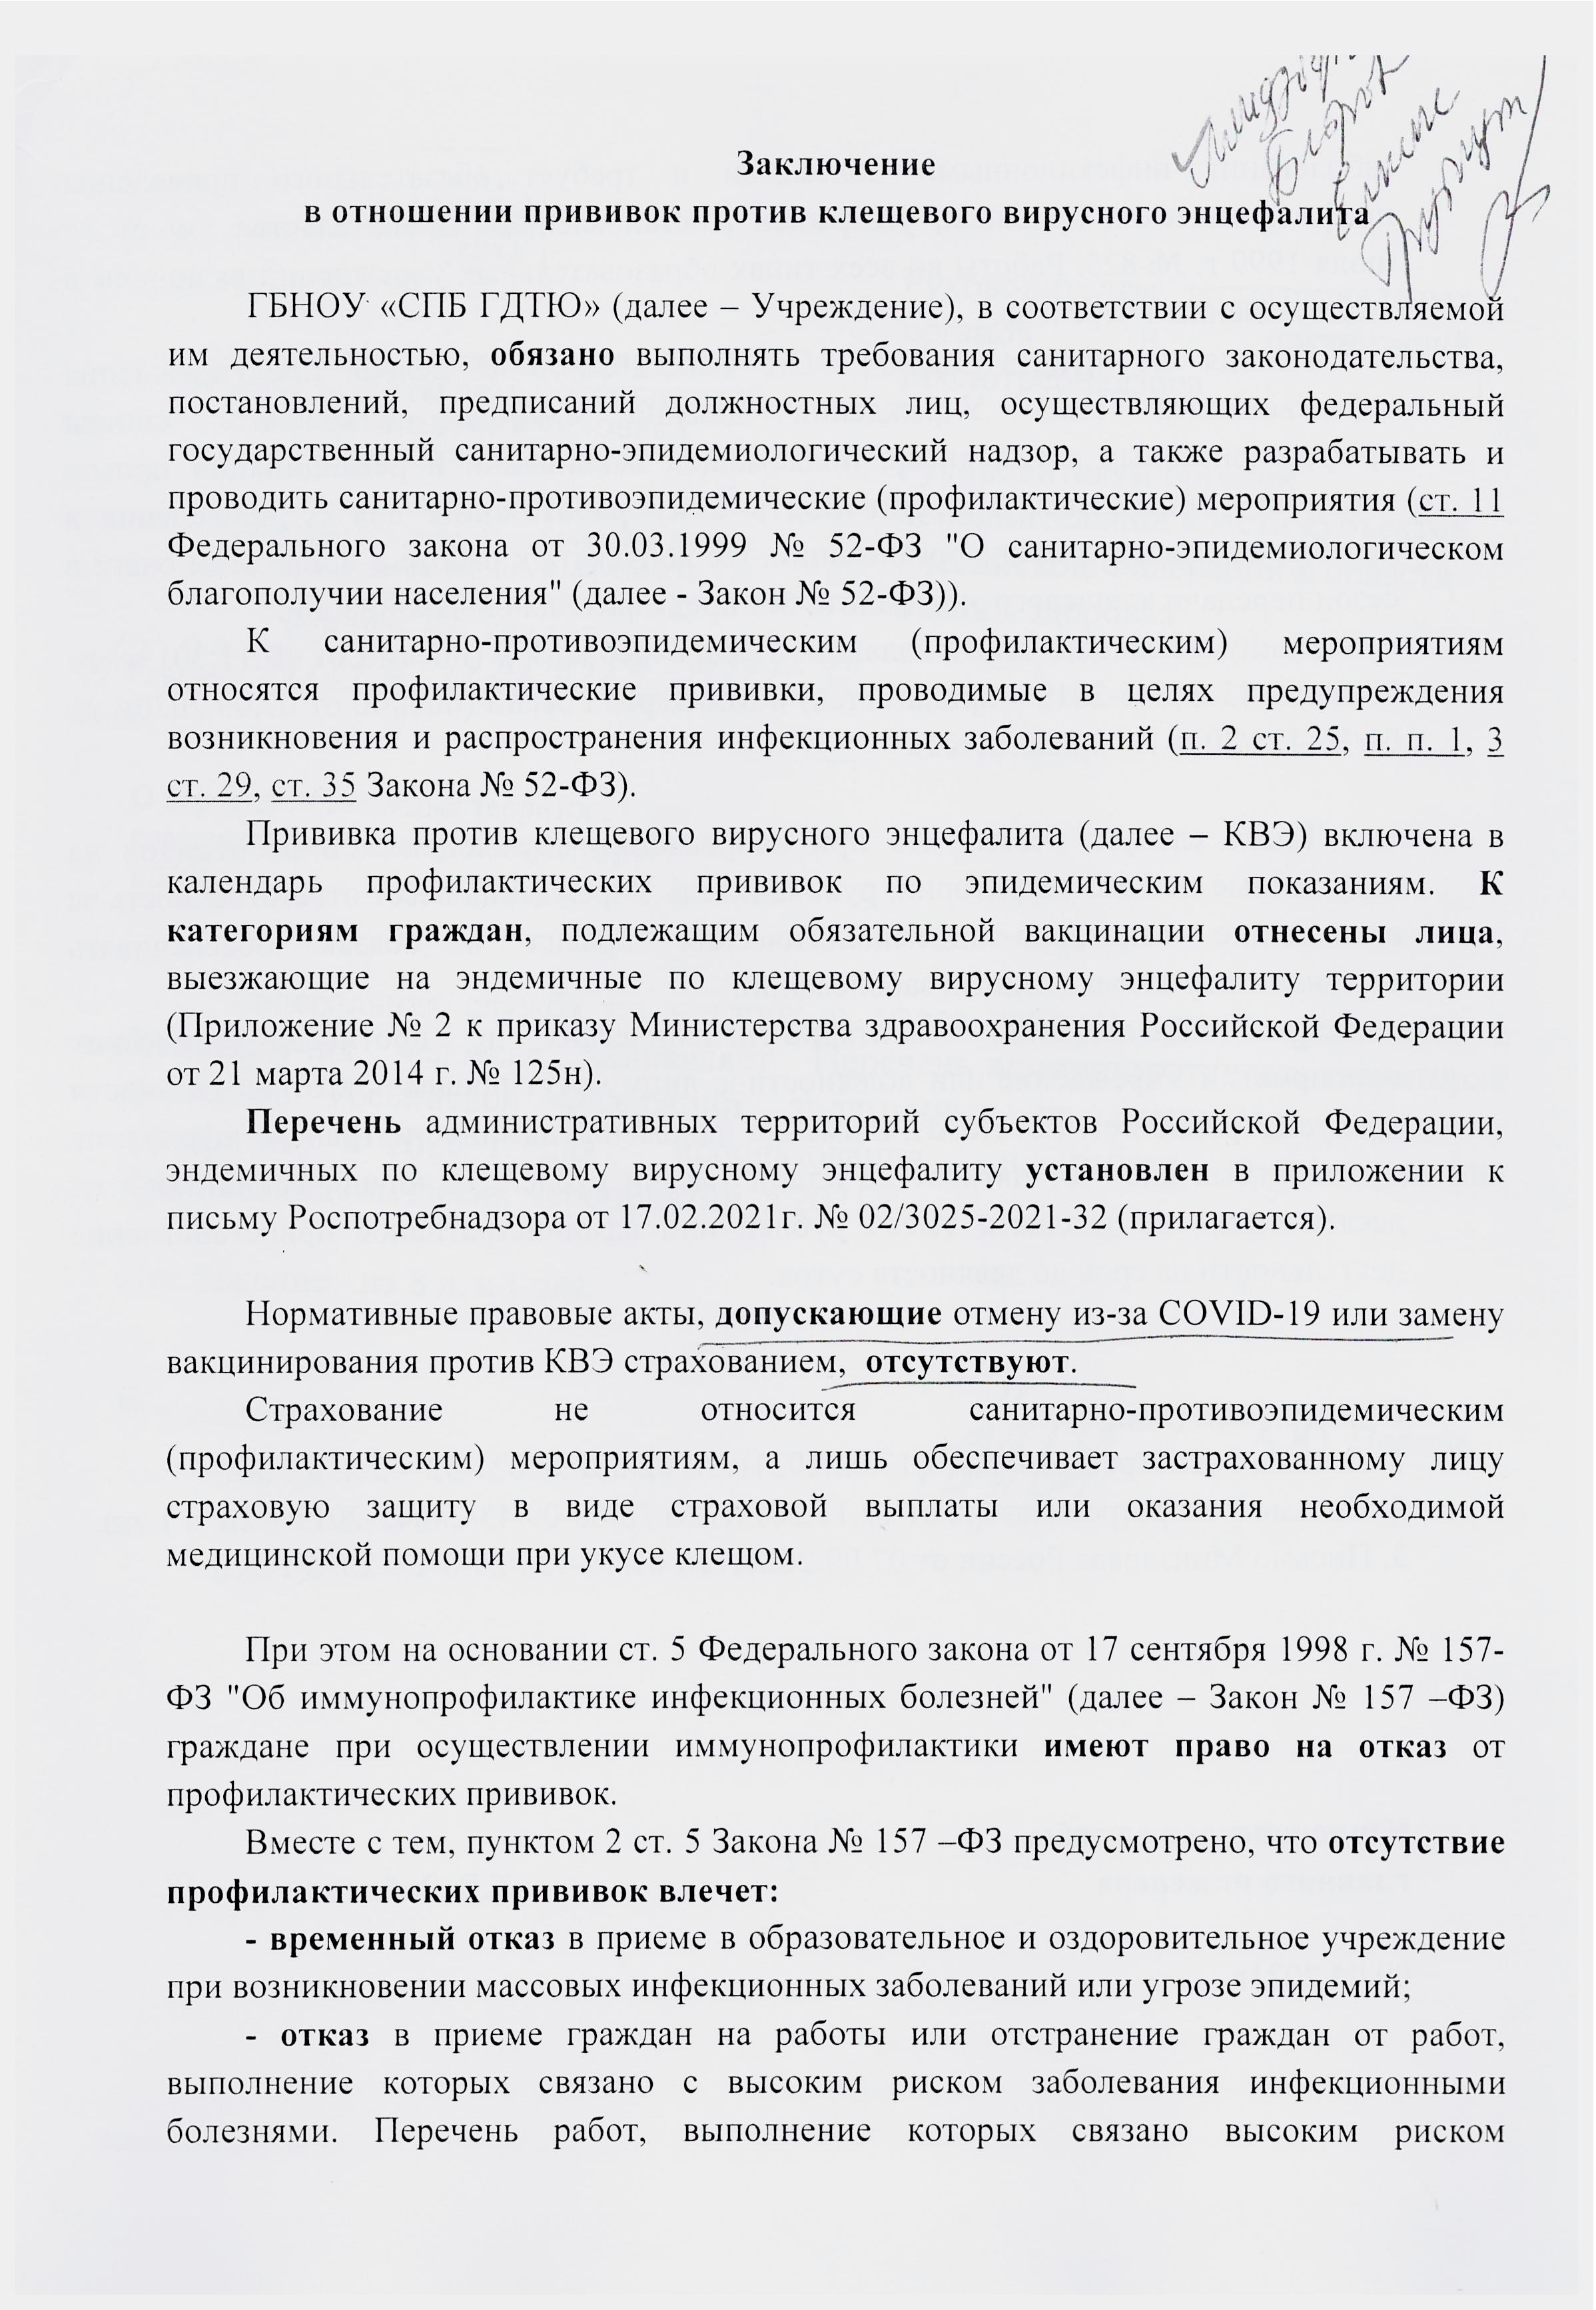 Заключение
в отношении прививок против клещевого вирусного энцефалита
ГБНОУ «СПБ ГДТЮ» (далее – Учреждение), в соответствии с осуществляемой
им деятельностью, обязано выполнять требования санитарного законодательства,
постановлений, предписаний должностных лиц, осуществляющих федеральный
государственный санитарно-эпидемиологический надзор, а также разрабатывать и
проводить санитарно-противоэпидемические (профилактические) мероприятия (ст. 11
Федерального закона от 30.03.1999 № 52-ФЗ "О санитарно-эпидемиологическом
благополучии населения" (далее - Закон № 52-ФЗ)).
К санитарно-противоэпидемическим (профилактическим) мероприятиям
относятся профилактические прививки, проводимые в целях предупреждения
возникновения и распространения инфекционных заболеваний (п. 2 ст. 25, п. п. 1, 3
ст. 29, ст. 35 Закона № 52-ФЗ).
Прививка против клещевого вирусного энцефалита (далее – КВЭ) включена в
календарь профилактических прививок по эпидемическим показаниям. К
категориям граждан, подлежащим обязательной вакцинации отнесены лица,
выезжающие на эндемичные по клещевому вирусному энцефалиту территории
(Приложение № 2 к приказу Министерства здравоохранения Российской Федерации
от 21 марта 2014 г. № 125н).
Перечень административных территорий субъектов Российской Федерации,
эндемичных по клещевому вирусному энцефалиту установлен в приложении к
письму Роспотребнадзора от 17.02.2021г. № 02/3025-2021-32 (прилагается).
Нормативные правовые акты, допускающие отмену из-за COVID-19 или замену
вакцинирования против КВЭ страхованием, отсутствуют.
Страхование не относится санитарно-противоэпидемическим
(профилактическим) мероприятиям, а лишь обеспечивает застрахованному лицу
страховую защиту в виде страховой выплаты или оказания необходимой
медицинской помощи при укусе клещом.
При этом на основании ст. 5 Федерального закона от 17 сентября 1998 г. № 157-
ФЗ "Об иммунопрофилактике инфекционных болезней" (далее – Закон № 157 –ФЗ)
граждане при осуществлении иммунопрофилактики имеют право на отказ от
профилактических прививок.
Вместе с тем, пунктом 2 ст. 5 Закона № 157 –ФЗ предусмотрено, что отсутствие
профилактических прививок влечет:
- временный отказ в приеме в образовательное и оздоровительное учреждение
при возникновении массовых инфекционных заболеваний или угрозе эпидемий;
- отказ в приеме граждан на работы или отстранение граждан от работ,
выполнение которых связано с высоким риском заболевания инфекционными
болезнями. Перечень работ, выполнение которых связано высоким риском